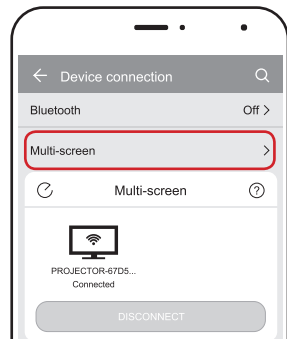 Device connection
Bluetooth Off >
Multi-screen >
Multi-screen ?
PROJECTOR-67D5...
Connected
DISCONNECT